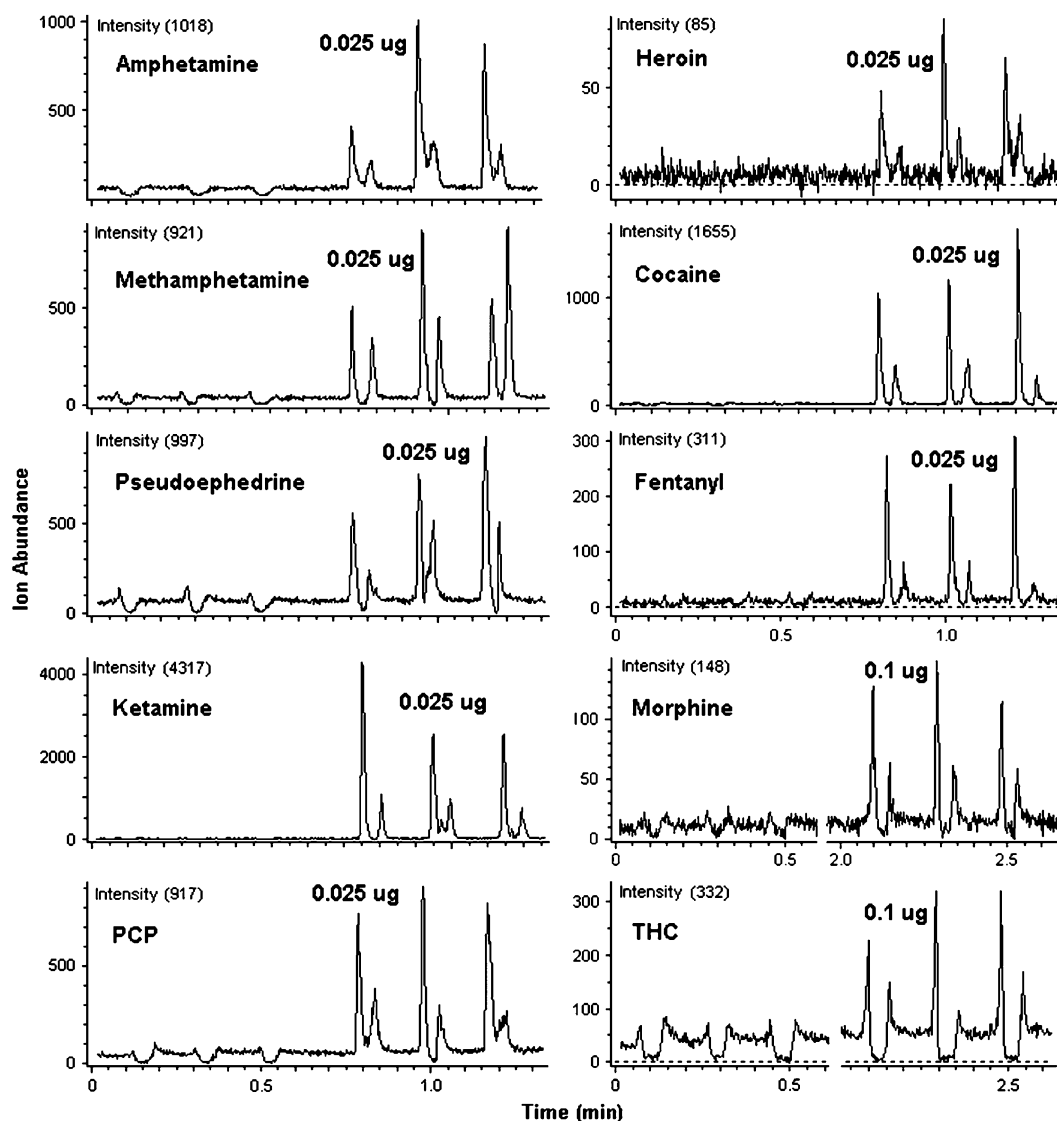 Intensity (1018)
Amphetamine
0.025 ug
1000
500
Intensity (85)
Heroin
0.025 ug
50
0
Intensity (921)
Methamphetamine
0.025 ug
500
0
Intensity (1655)
Cocaine
0.025 ug
1000
0
Intensity (997)
Pseudoephedrine
0.025 ug
500
0
Intensity (311)
Fentanyl
0.025 ug
300
200
100
0
0 0.5 1.0
Intensity (4317)
Ketamine
0.025 ug
4000
2000
0
Intensity (148)
Morphine
0.1 ug
100
50
0
0 0.5 2.0 2.5
Intensity (917)
PCP
0.025 ug
500
0
0 0.5 1.0
Intensity (332)
THC
0.1 ug
300
200
100
50
0
0 0.5 2.5
Ion Abundance
Time (min)